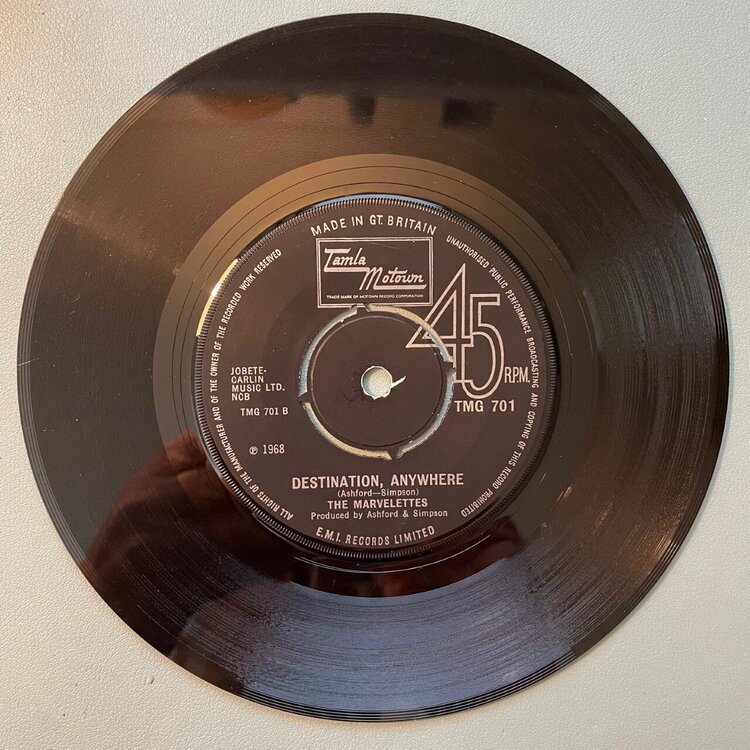 MADE IN GT. BRITAIN
UNAUTHORISED PUBLIC PERFORMANCE BROADCASTING AND COPYING OF THIS RECORD PROHIBITED
ALL RIGHTS OF THE MANUFACTURER AND OF THE OWNER OF THE RECORDED WORK RESERVED
Tamla
Motown
TRADE MARK OF MOTOWN RECORD CORPORATION
45
R.P.M.
JOBETE-
CARLIN
MUSIC LTD.
NCB
TMG 701 B
TMG 701
℗ 1968
DESTINATION, ANYWHERE
(Ashford—Simpson)
THE MARVELETTES
Produced by Ashford & Simpson
E.M.I. RECORDS LIMITED